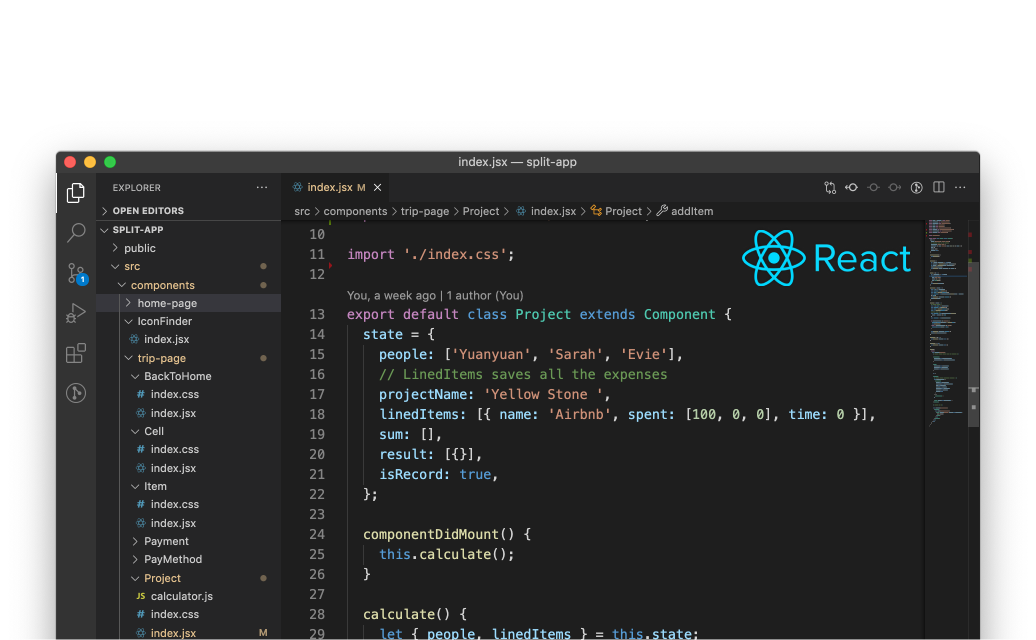 index.jsx — split-app
EXPLORER ···
index.jsx M ×
OPEN EDITORS
src > components > trip-page > Project > index.jsx > Project > addItem
SPLIT-APP
public
src
components
home-page
IconFinder
index.jsx
trip-page
BackToHome
# index.css
index.jsx
Cell
# index.css
index.jsx
Item
# index.css
index.jsx
Payment
PayMethod
Project
JS calculator.js
# index.css
index.jsx M
1
React
10
11 import './index.css';
12
You, a week ago | 1 author (You)
13 export default class Project extends Component {
14 state = {
15 people: ['Yuanyuan', 'Sarah', 'Evie'],
16 // LinedItems saves all the expenses
17 projectName: 'Yellow Stone ',
18 linedItems: [{ name: 'Airbnb', spent: [100, 0, 0], time: 0 }],
19 sum: [],
20 result: [{}],
21 isRecord: true,
22 };
23
24 componentDidMount() {
25 this.calculate();
26 }
27
28 calculate() {
29 let { people, linedItems } = this.state;